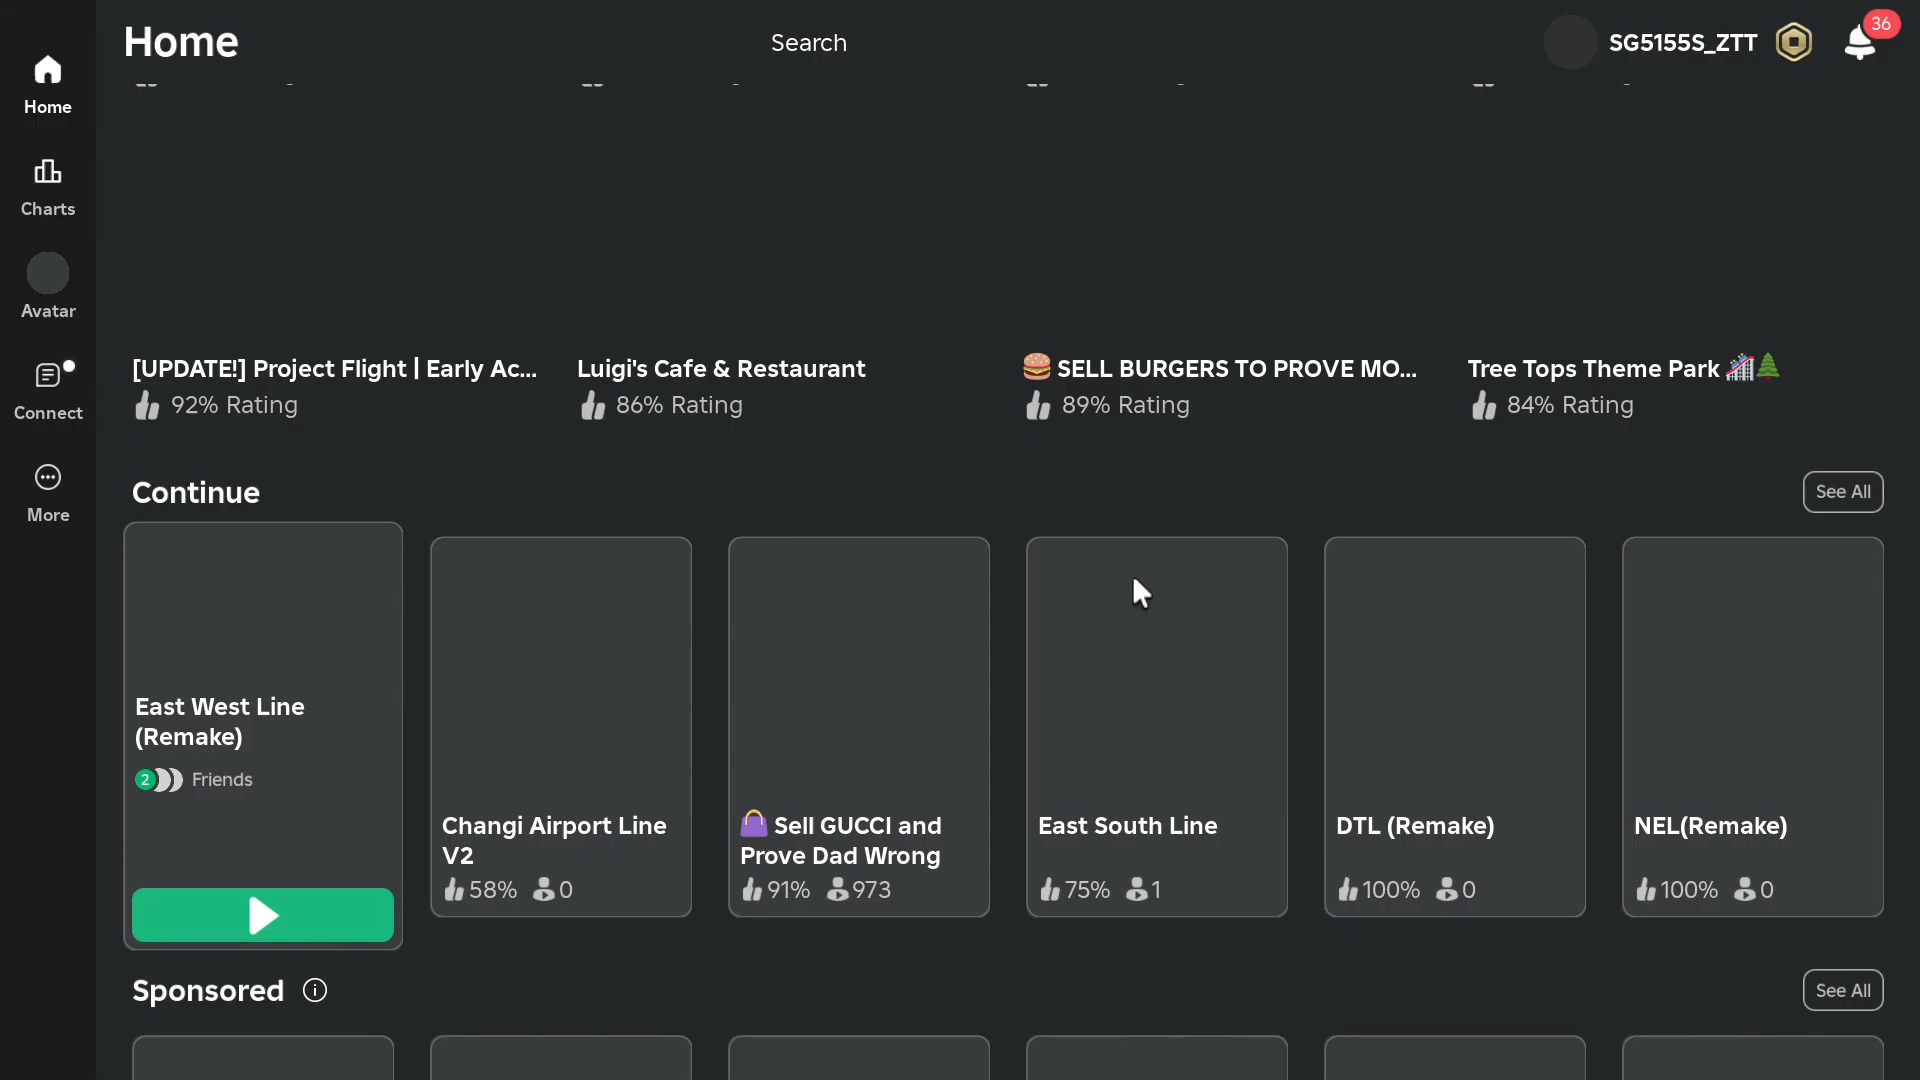 Home
Search
SG5155S_ZTT
36
Home
Charts
Avatar
Connect
More
[UPDATE!] Project Flight | Early Ac...
92% Rating
Luigi's Cafe & Restaurant
86% Rating
🍔 SELL BURGERS TO PROVE MO...
89% Rating
Tree Tops Theme Park 🎢🌲
84% Rating
Continue
See All
East West Line
(Remake)
2 Friends
Changi Airport Line
V2
58% 0
👜 Sell GUCCI and
Prove Dad Wrong
91% 973
East South Line
75% 1
DTL (Remake)
100% 0
NEL(Remake)
100% 0
Sponsored
See All